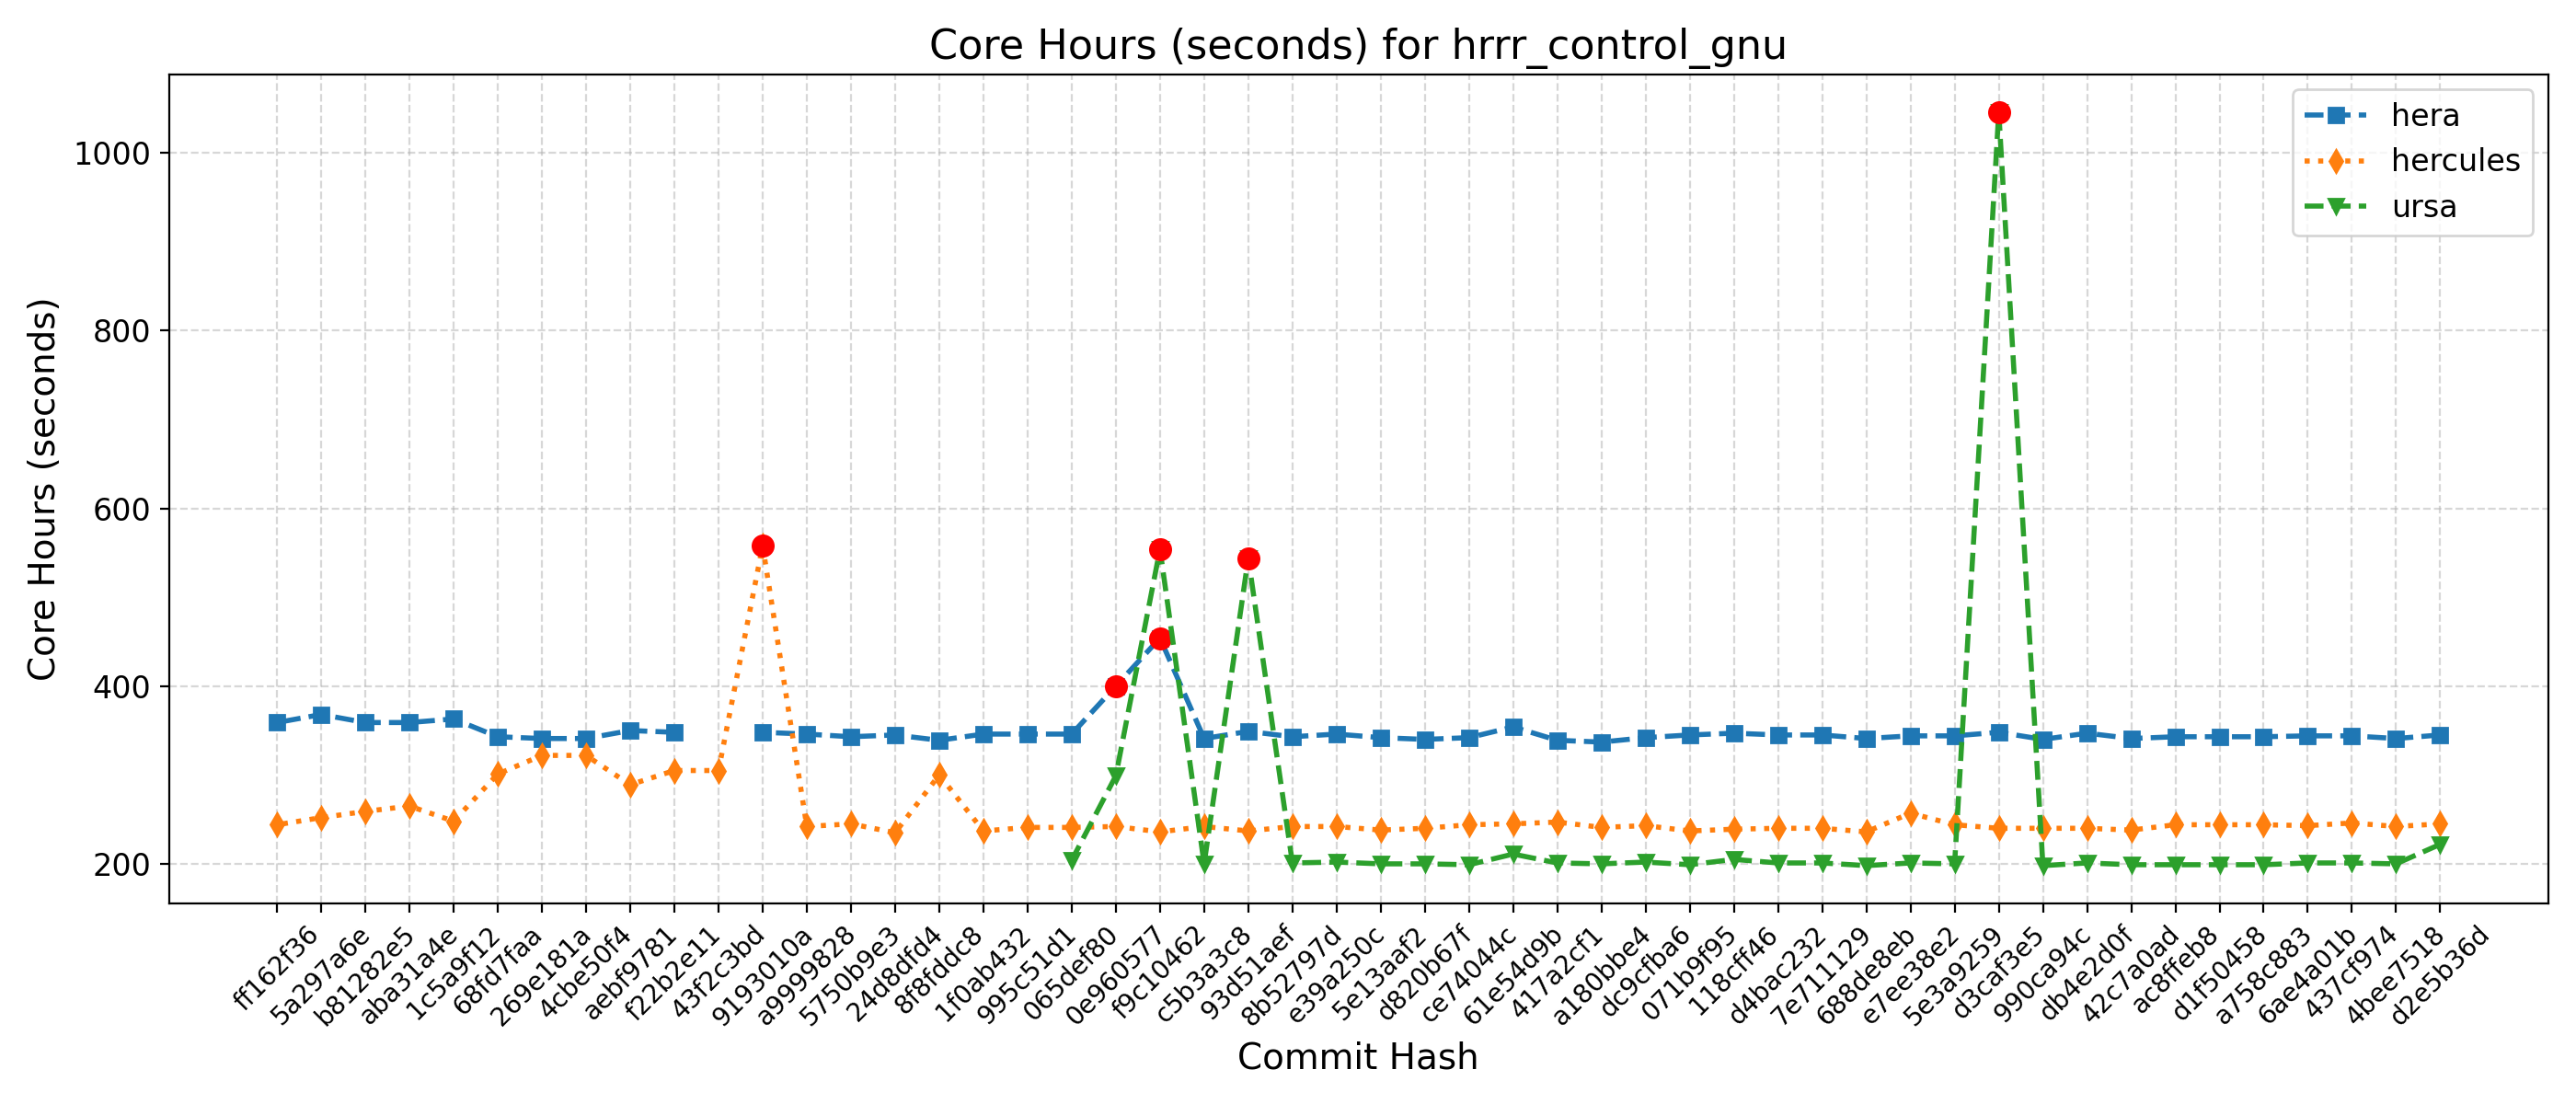 Core Hours (seconds) for hrrr_control_gnu
hera
hercules
ursa
Core Hours (seconds)
1000
800
600
400
200
ff162f36
5a297a6e
b81282e5
aba31a4e
1c5a9f12
68fd7faa
269e181a
4cbe50f4
aebf9781
f22b2e11
43f2c3bd
9193010a
a9999828
5750b9e3
24d8dfd4
8f8fddc8
1f0ab432
995c51d1
065def80
0e960577
f9c10462
c5b3a3c8
93d51aef
8b52797d
e39a250c
5e13aaf2
d820b67f
ce74044c
61e54d9b
417a2cf1
a180bbe4
dc9cfba6
071b9f95
118cff46
d4bac232
7e711129
688de8eb
e7ee38e2
5e3a9259
d3caf3e5
990ca94c
db4e2d0f
42c7a0ad
ac8ffeb8
d1f50458
a758c883
6ae4a01b
437cf974
4bee7518
d2e5b36d
Commit Hash